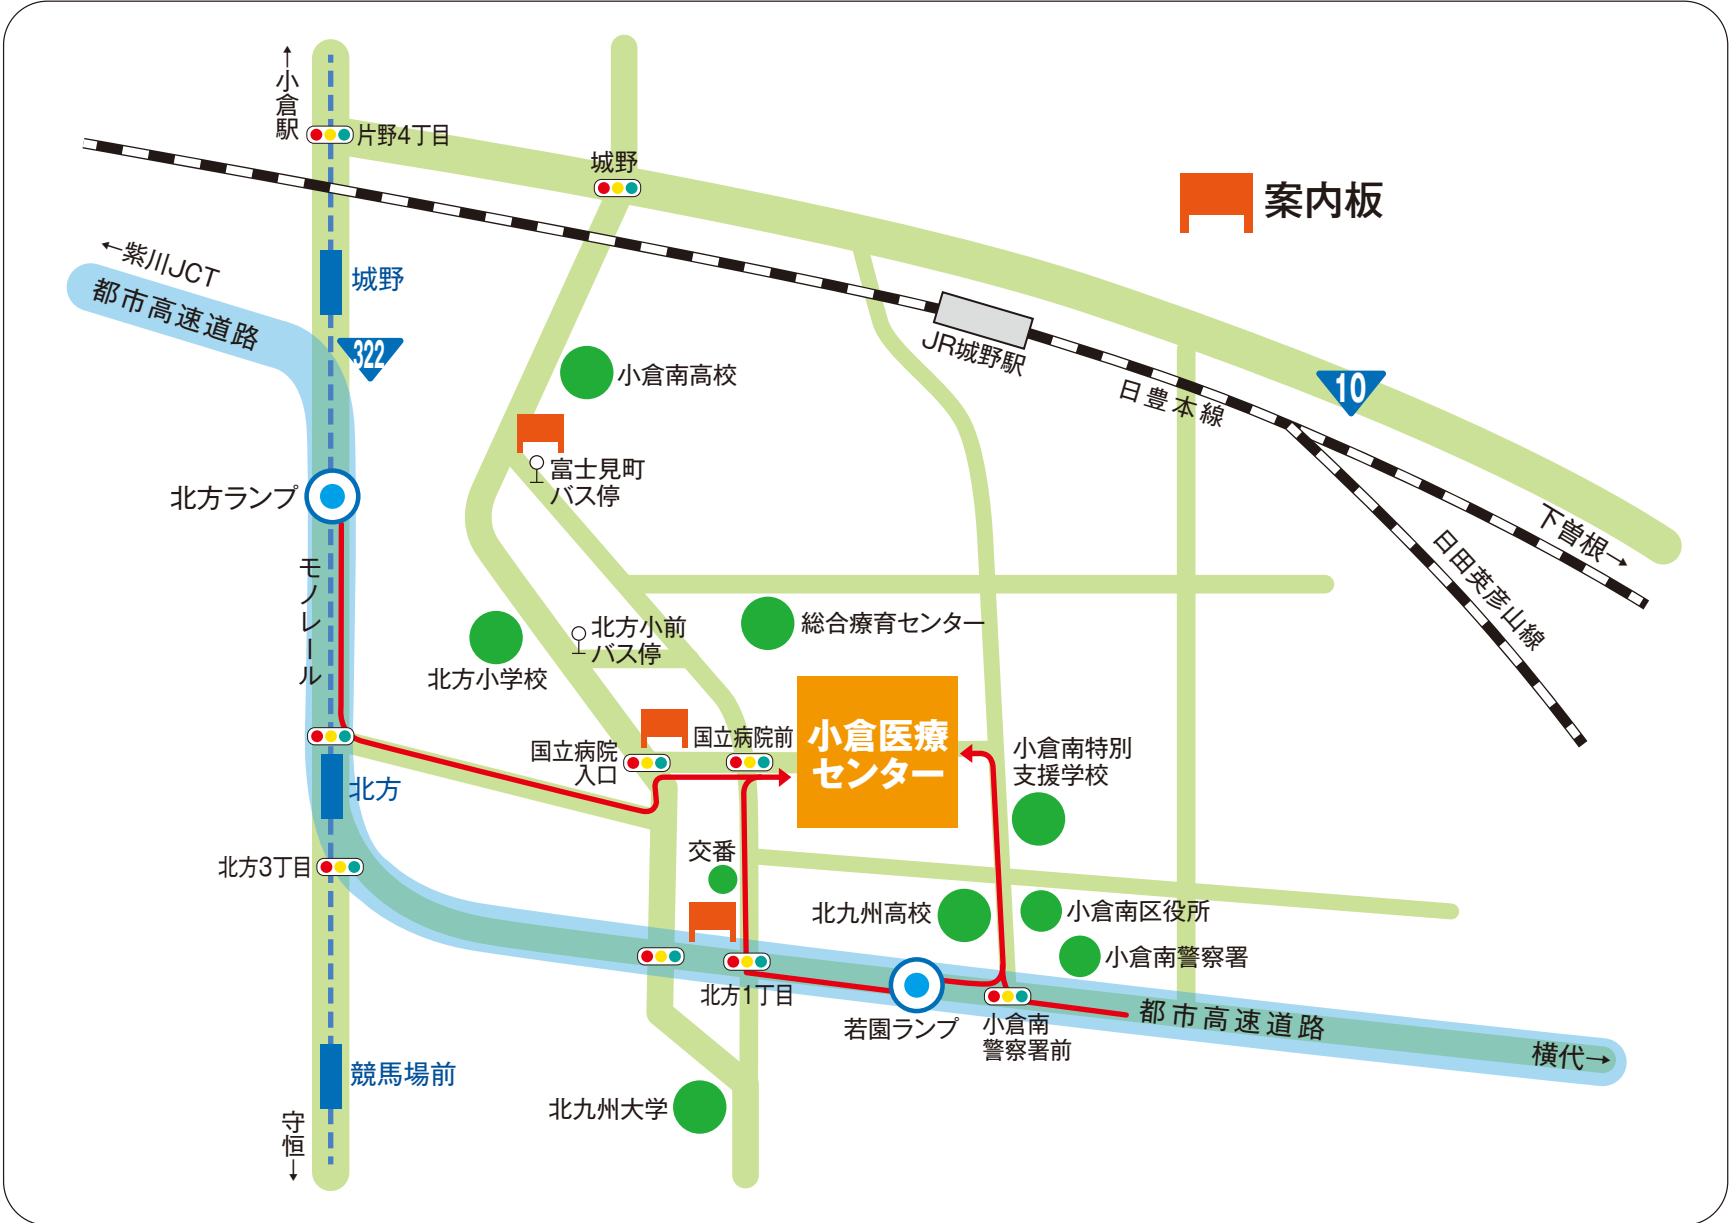 ↑小倉駅
片野4丁目
城野
案内板
←紫川JCT
都市高速道路
城野
322
小倉南高校
JR城野駅
日豊本線
10
富士見町
バス停
北方ランプ
モノレール
下曽根→
日田英彦山線
総合療育センター
北方小前
バス停
北方小学校
国立病院前
国立病院
入口
小倉医療
センター
小倉南特別
支援学校
北方
交番
北方3丁目
北九州高校
小倉南区役所
小倉南警察署
北方1丁目
若園ランプ
小倉南
警察署前
都市高速道路
横代→
競馬場前
北九州大学
守恒→